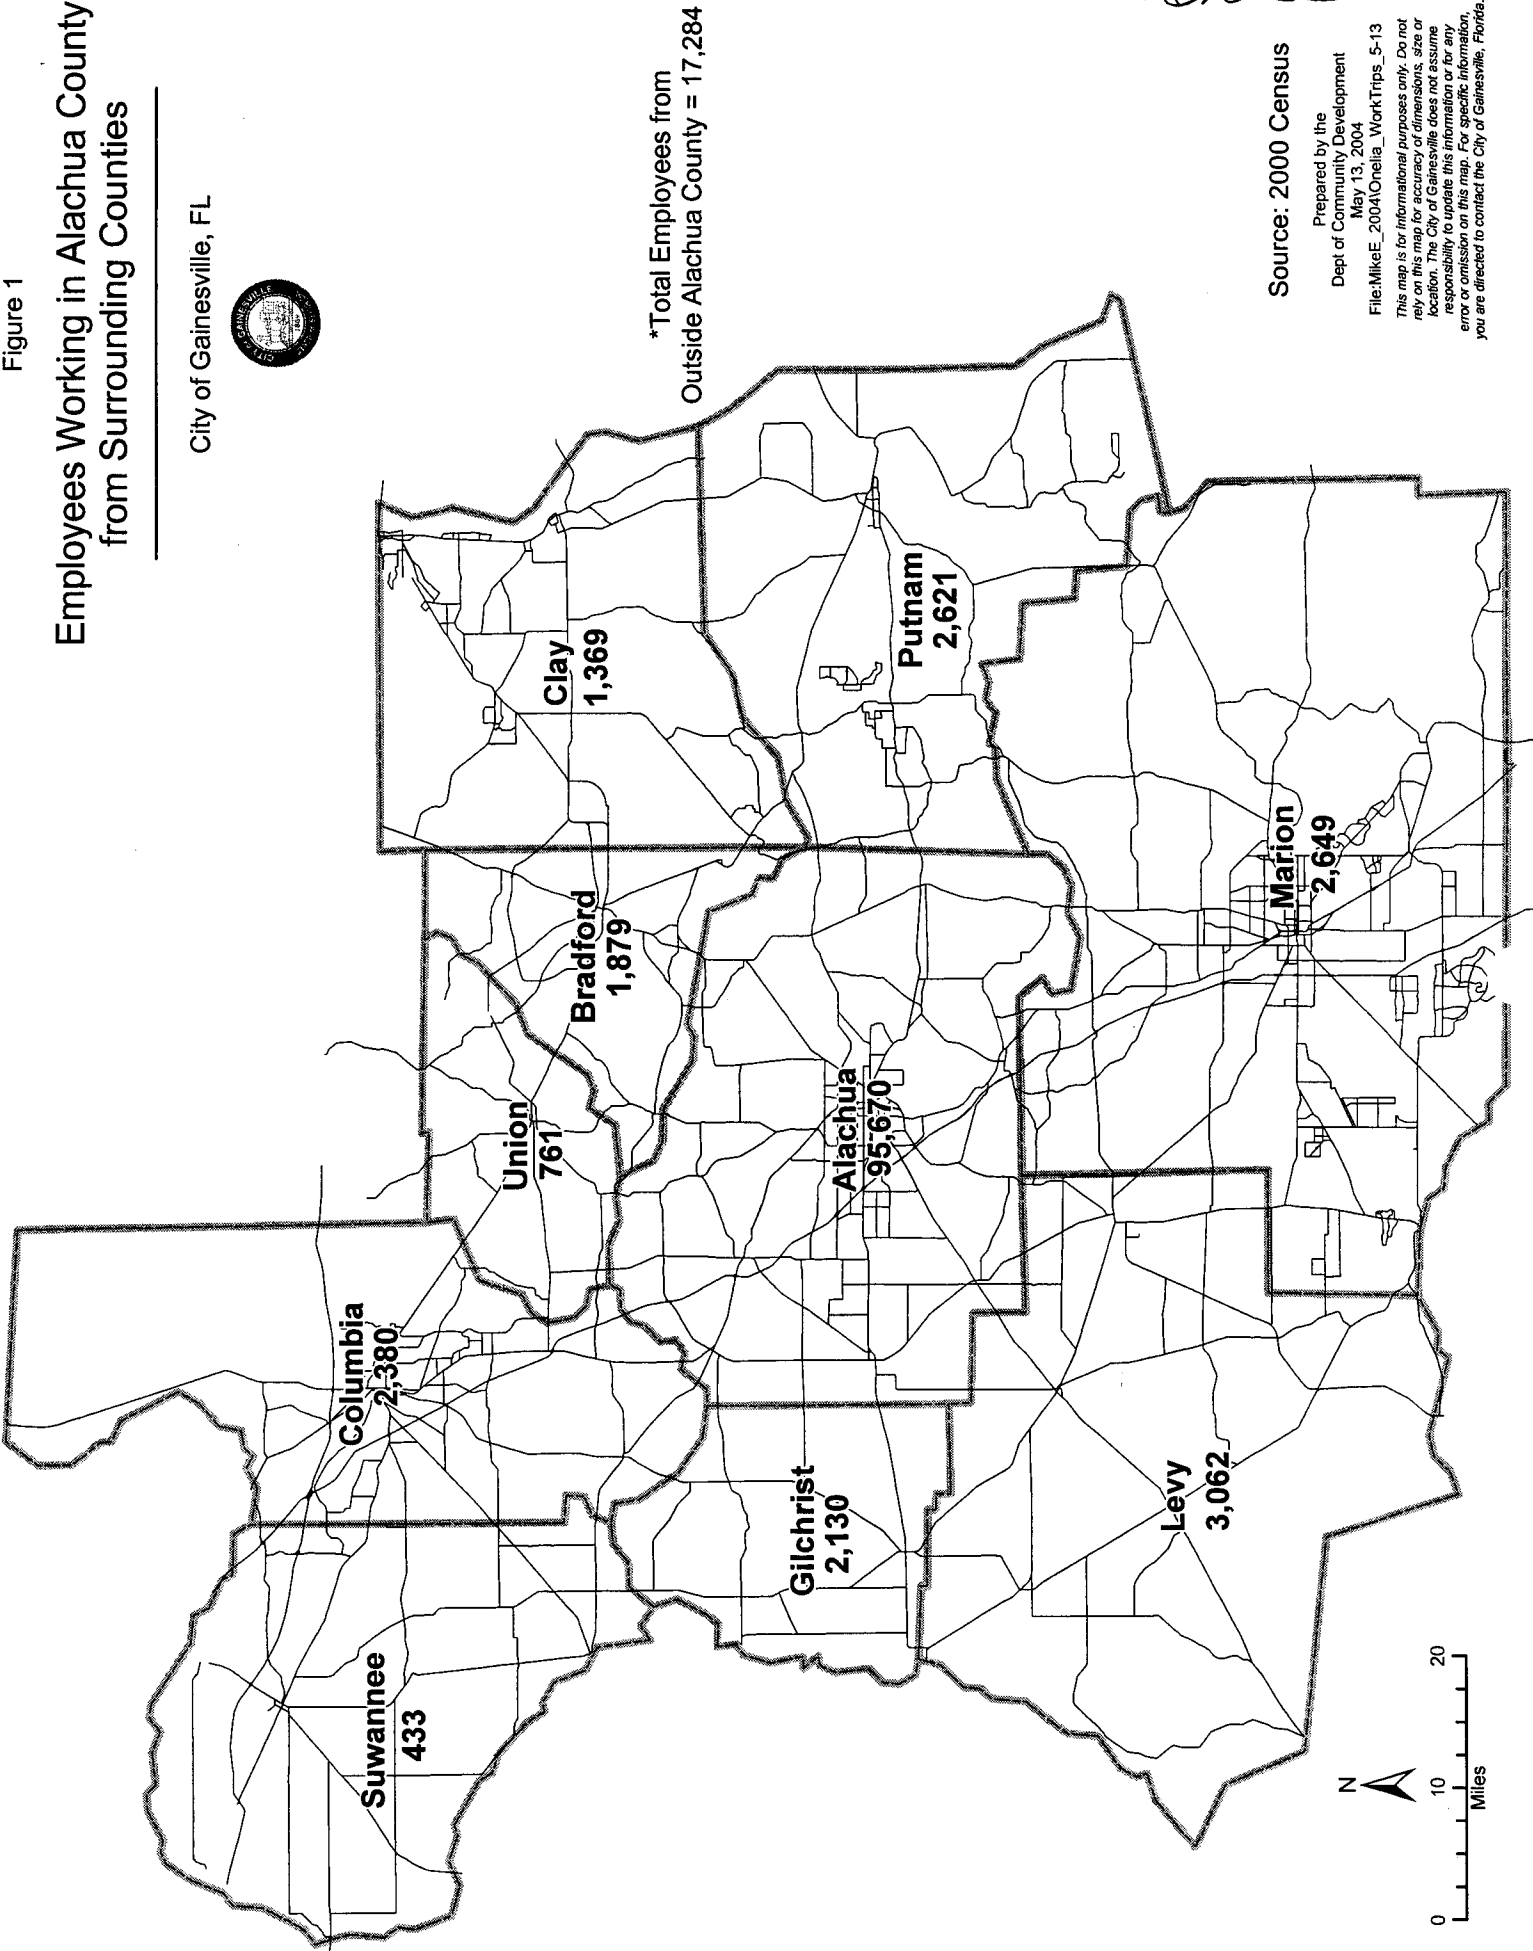 Figure 1
Employees Working in Alachua County
from Surrounding Counties
City of Gainesville, FL
*Total Employees from
Outside Alachua County = 17,284
Columbia
2,380
Suwannee
433
Union
761
Bradford
1,879
Clay
1,369
Gilchrist
2,130
Alachua
95,670
Putnam
2,621
Levy
3,062
Marion
2,649
N
0 10 20
Miles
Source: 2000 Census
Prepared by the
Dept of Community Development
May 13, 2004
File:MikeE_2004\Onelia_WorkTrips_5-13
This map is for informational purposes only. Do not
rely on this map for accuracy of dimensions, size or
location. The City of Gainesville does not assume
responsibility to update this information or for any
error or omission on this map. For specific information,
you are directed to contact the City of Gainesville, Florida.